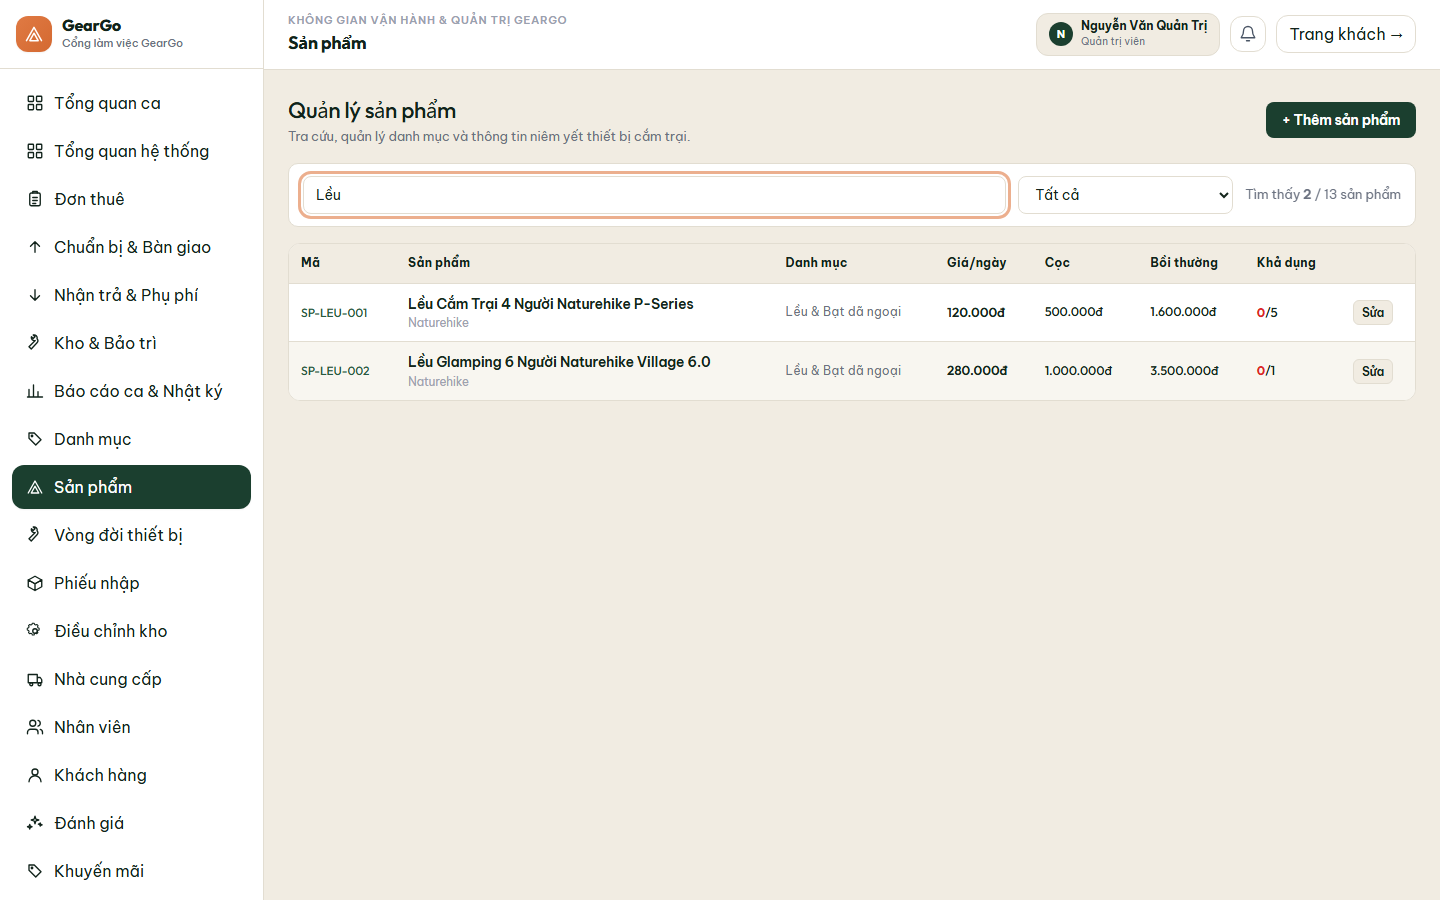 GearGo
Cổng làm việc GearGo
KHÔNG GIAN VẬN HÀNH & QUẢN TRỊ GEARGO
Sản phẩm
N
Nguyễn Văn Quản Trị
Quản trị viên
Trang khách →
Tổng quan ca
Tổng quan hệ thống
Đơn thuê
Chuẩn bị & Bàn giao
Nhận trả & Phụ phí
Kho & Bảo trì
Báo cáo ca & Nhật ký
Danh mục
Sản phẩm
Vòng đời thiết bị
Phiếu nhập
Điều chỉnh kho
Nhà cung cấp
Nhân viên
Khách hàng
Đánh giá
Khuyến mãi
Quản lý sản phẩm
Tra cứu, quản lý danh mục và thông tin niêm yết thiết bị cắm trại.
+ Thêm sản phẩm
Lều
Tất cả
Tìm thấy 2 / 13 sản phẩm
Mã Sản phẩm Danh mục Giá/ngày Cọc Bồi thường Khả dụng
SP-LEU-001 Lều Cắm Trại 4 Người Naturehike P-Series Lều & Bạt dã ngoại 120.000đ 500.000đ 1.600.000đ 0/5 Sửa
Naturehike
SP-LEU-002 Lều Glamping 6 Người Naturehike Village 6.0 Lều & Bạt dã ngoại 280.000đ 1.000.000đ 3.500.000đ 0/1 Sửa
Naturehike